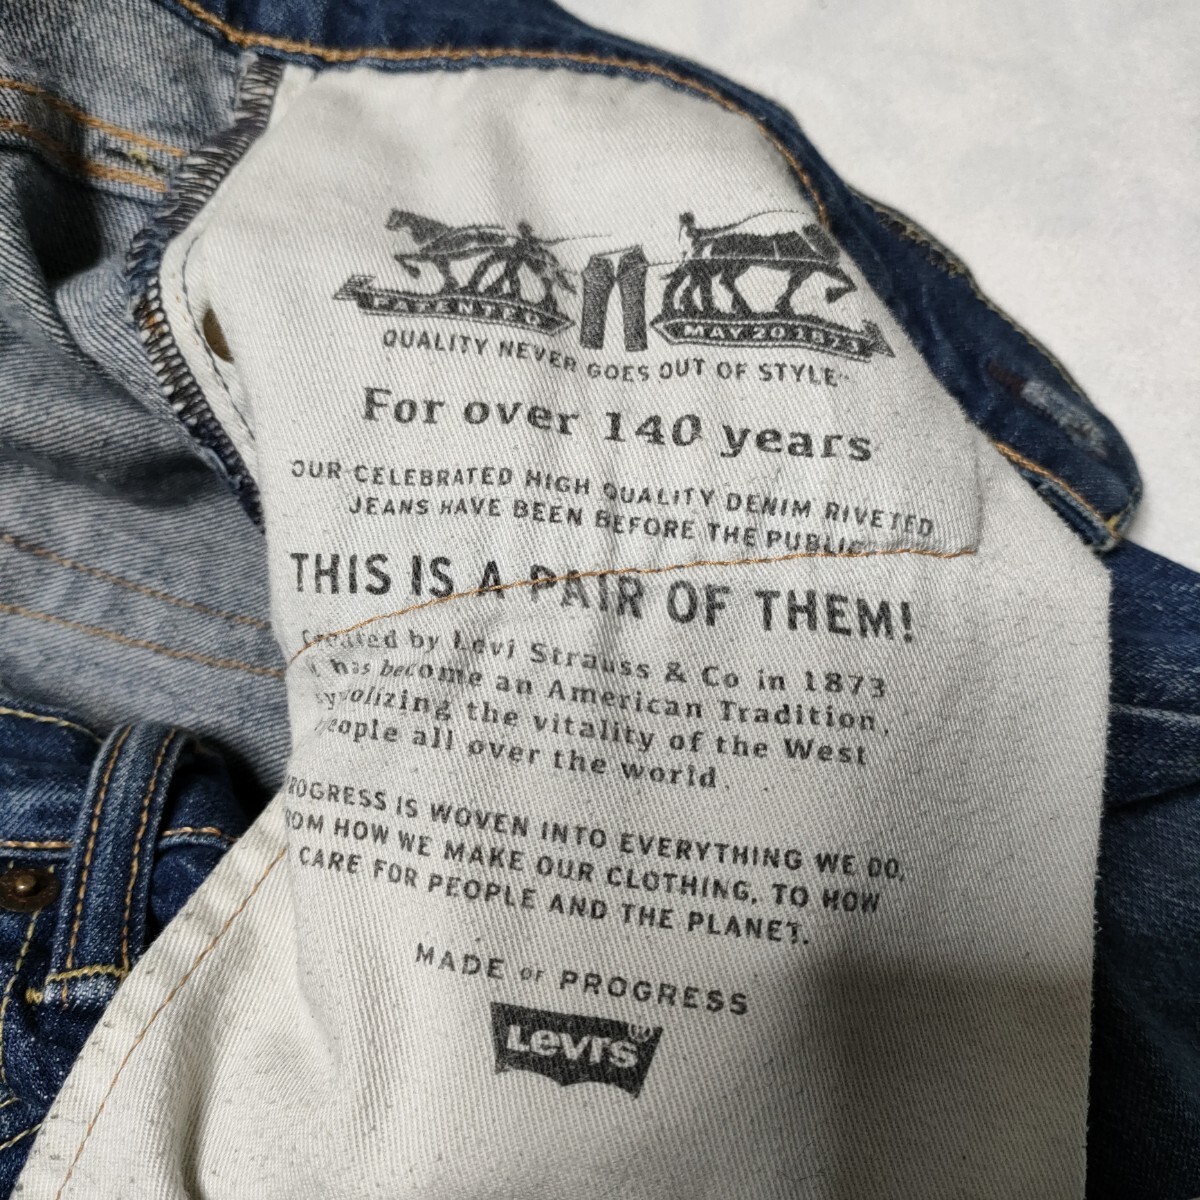 PATENTED
MAY 20 1873
QUALITY NEVER GOES OUT OF STYLE
For over 140 years
OUR CELEBRATED HIGH QUALITY DENIM RIVETED
JEANS HAVE BEEN BEFORE THE PUBLIC
THIS IS A PAIR OF THEM!
Created by Levi Strauss & Co in 1873
has become an American Tradition,
the vitality of the West
people all over the world.
PROGRESS IS WOVEN INTO EVERYTHING WE DO,
FROM HOW WE MAKE OUR CLOTHING, TO HOW
CARE FOR PEOPLE AND THE PLANET.
MADE OF PROGRESS
Levi's